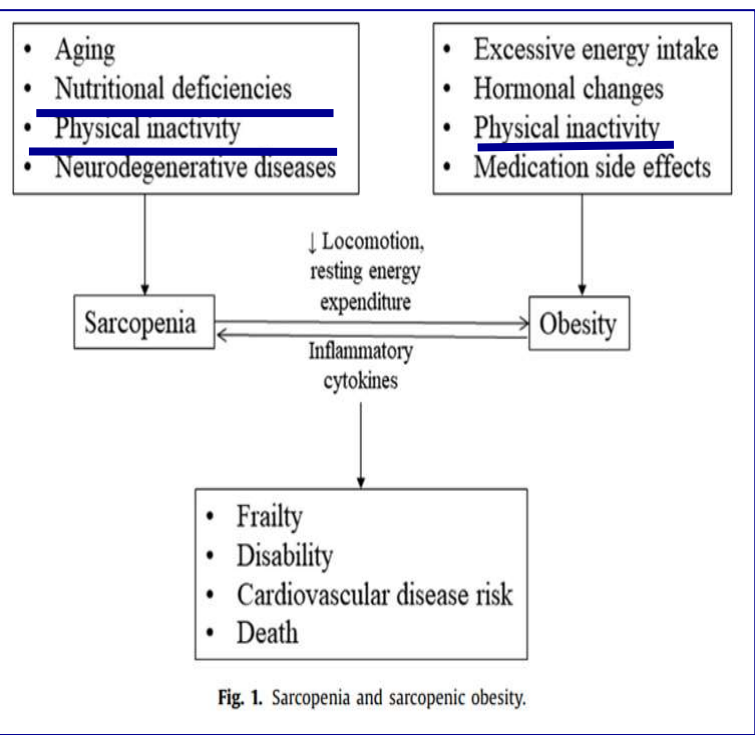 • Aging
• Nutritional deficiencies
• Physical inactivity
• Neurodegenerative diseases
• Excessive energy intake
• Hormonal changes
• Physical inactivity
• Medication side effects
↓ Locomotion,
resting energy
expenditure
Sarcopenia
Obesity
Inflammatory
cytokines
• Frailty
• Disability
• Cardiovascular disease risk
• Death
Fig. 1. Sarcopenia and sarcopenic obesity.